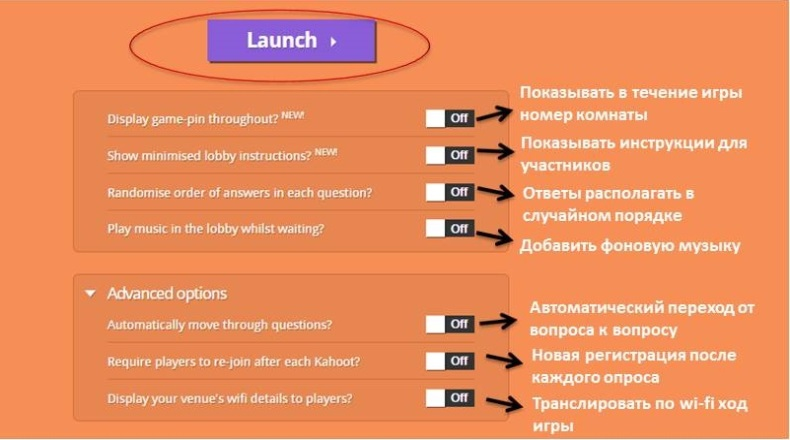 Launch
Display game-pin throughout? NEW!
Off
Показывать в течение игры
номер комнаты
Show minimised lobby instructions? NEW!
Off
Показывать инструкции для
участников
Randomise order of answers in each question?
Off
Ответы располагать в
случайном порядке
Play music in the lobby whilst waiting?
Off
Добавить фоновую музыку
Advanced options
Automatically move through questions?
Off
Автоматический переход от
вопроса к вопросу
Require players to re-join after each Kahoot?
Off
Новая регистрация после
каждого опроса
Display your venue's wifi details to players?
Off
Транслировать по wi-fi ход
игры